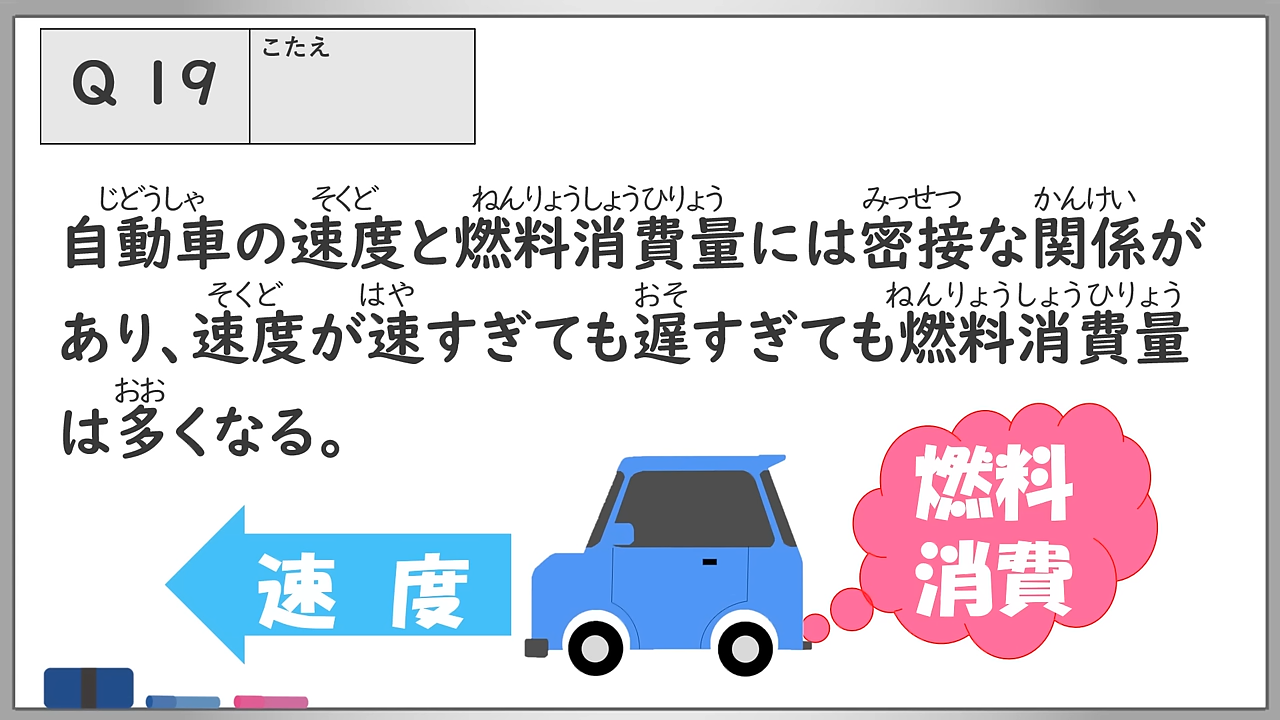 Q 19
こたえ
じどうしゃ そくど ねんりょうしょうひりょう みっせつ かんけい
自動車の速度と燃料消費量には密接な関係が
そくど はや おそ ねんりょうしょうひりょう
あり、速度が速すぎても遅すぎても燃料消費量
おお
は多くなる。
速度
燃料
消費